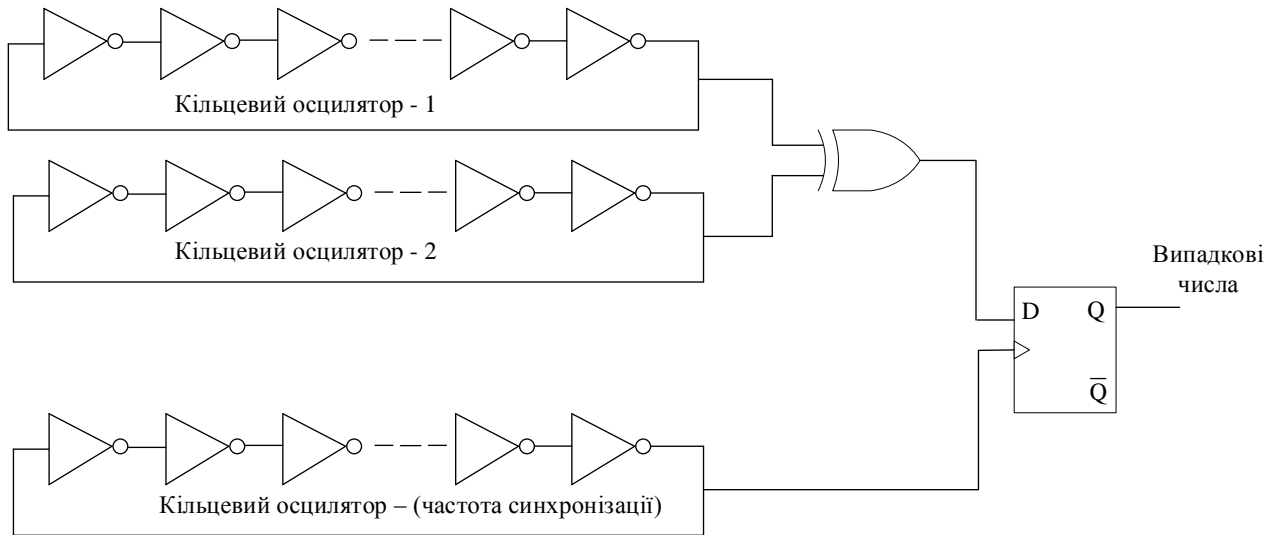 Кільцевий осцилятор - 1
Кільцевий осцилятор - 2
Випадкові
числа
D Q
Q̅
Кільцевий осцилятор – (частота синхронізації)